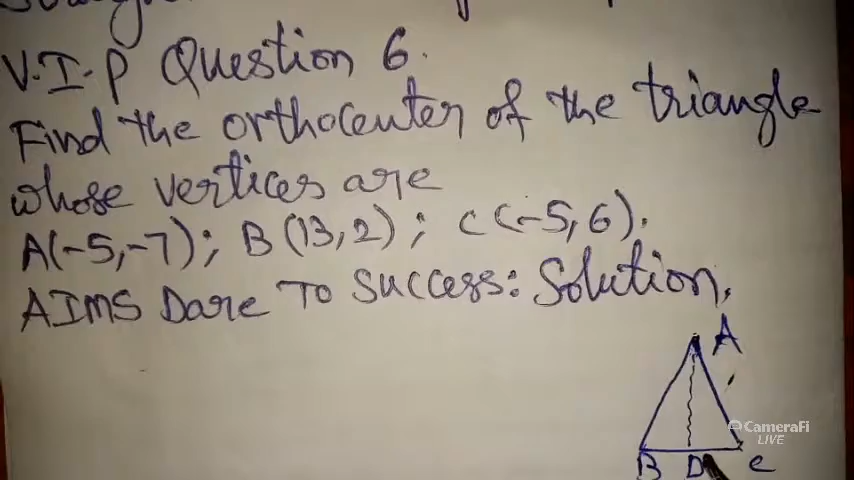 V.I.P Question 6.
Find the orthocenter of the triangle
whose vertices are
A(-5,-7); B(13,2); C(-5,6).
AIMS Dare To Success: Solution.
A
B D C
CameraFi
LIVE